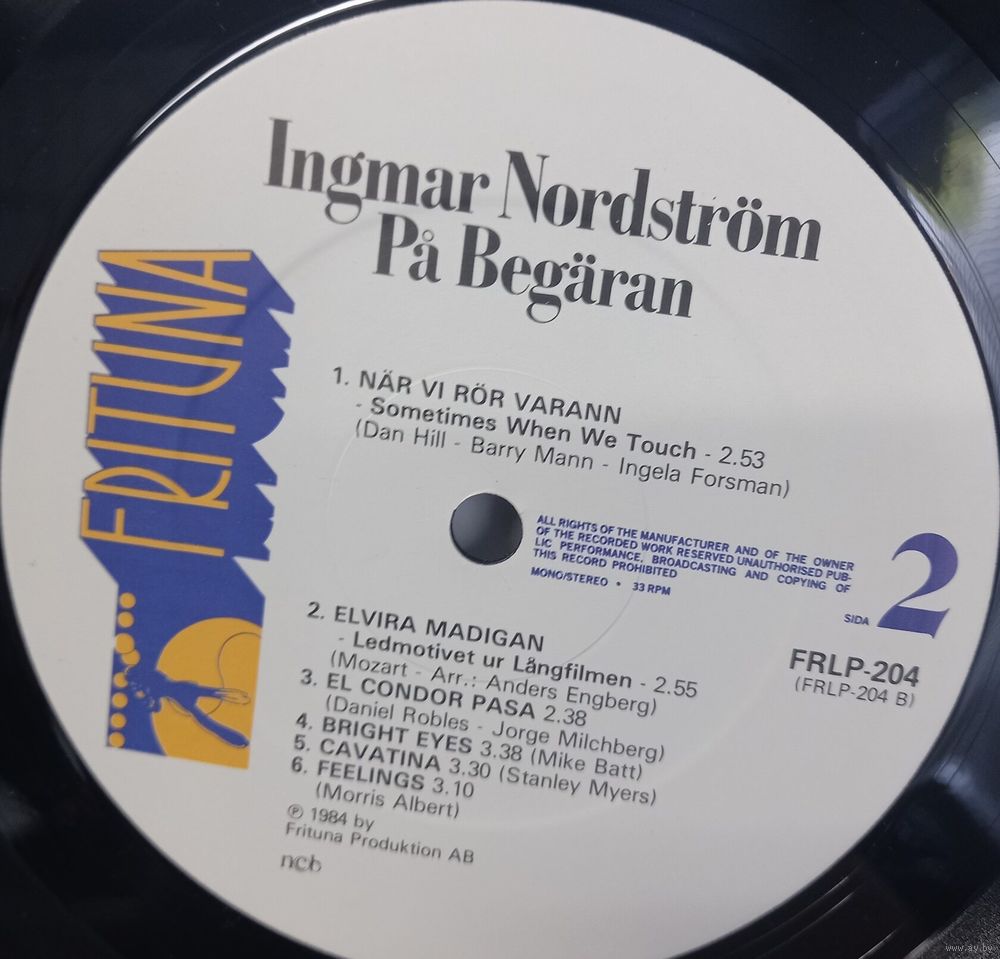 Ingmar Nordström
På Begäran
FRITUNA
1. NÄR VI RÖR VARANN
- Sometimes When We Touch - 2.53
(Dan Hill - Barry Mann - Ingela Forsman)
ALL RIGHTS OF THE MANUFACTURER AND OF THE OWNER
OF THE RECORDED WORK RESERVED UNAUTHORISED PUB-
LIC PERFORMANCE, BROADCASTING AND COPYING OF
THIS RECORD PROHIBITED
MONO/STEREO • 33 RPM
SIDA 2
FRLP-204
(FRLP-204 B)
2. ELVIRA MADIGAN
- Ledmotivet ur Långfilmen - 2.55
(Mozart - Arr.: Anders Engberg)
3. EL CONDOR PASA 2.38
(Daniel Robles - Jorge Milchberg)
4. BRIGHT EYES 3.38 (Mike Batt)
5. CAVATINA 3.30 (Stanley Myers)
6. FEELINGS 3.10
(Morris Albert)
℗ 1984 by
Frituna Produktion AB
ncb
www.ay.by